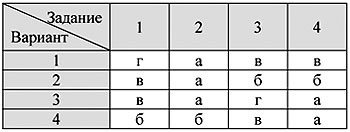 Задание
Вариант 1 2 3 4
1 г а в в
2 в а б б
3 в а г а
4 б б в а